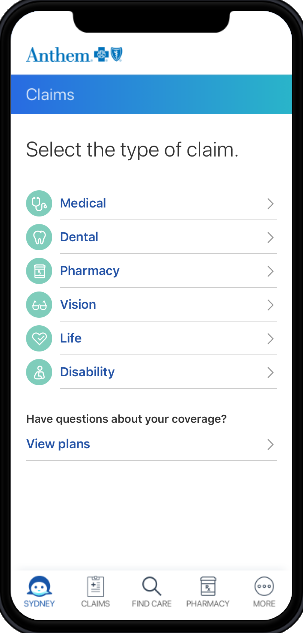 Anthem
Claims
Select the type of claim.
Medical
Dental
Pharmacy
Vision
Life
Disability
Have questions about your coverage?
View plans
SYDNEY
CLAIMS
FIND CARE
PHARMACY
MORE